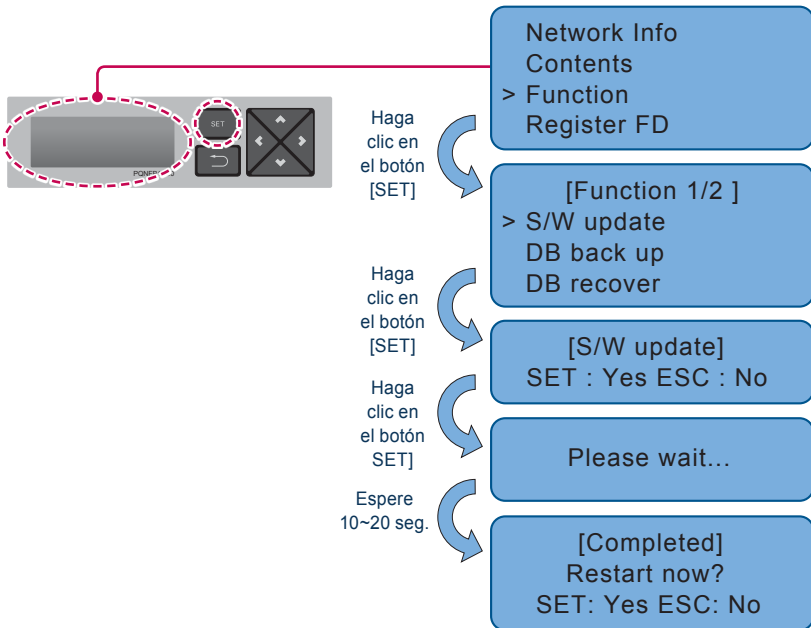 Network Info
Contents
> Function
Register FD
SET
Haga
clic en
el botón
[SET]
[Function 1/2 ]
> S/W update
DB back up
DB recover
Haga
clic en
el botón
[SET]
[S/W update]
SET : Yes ESC : No
Haga
clic en
el botón
SET]
Please wait...
Espere
10~20 seg.
[Completed]
Restart now?
SET: Yes ESC: No